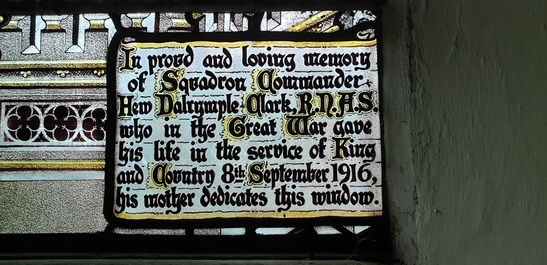 In proud and loving memory
of Squadron Commander
Hew Dalrymple Clark, R.N.A.S.
who in the Great War gave
his life in the service of King
and Country 8th September 1916,
his mother dedicates this window.